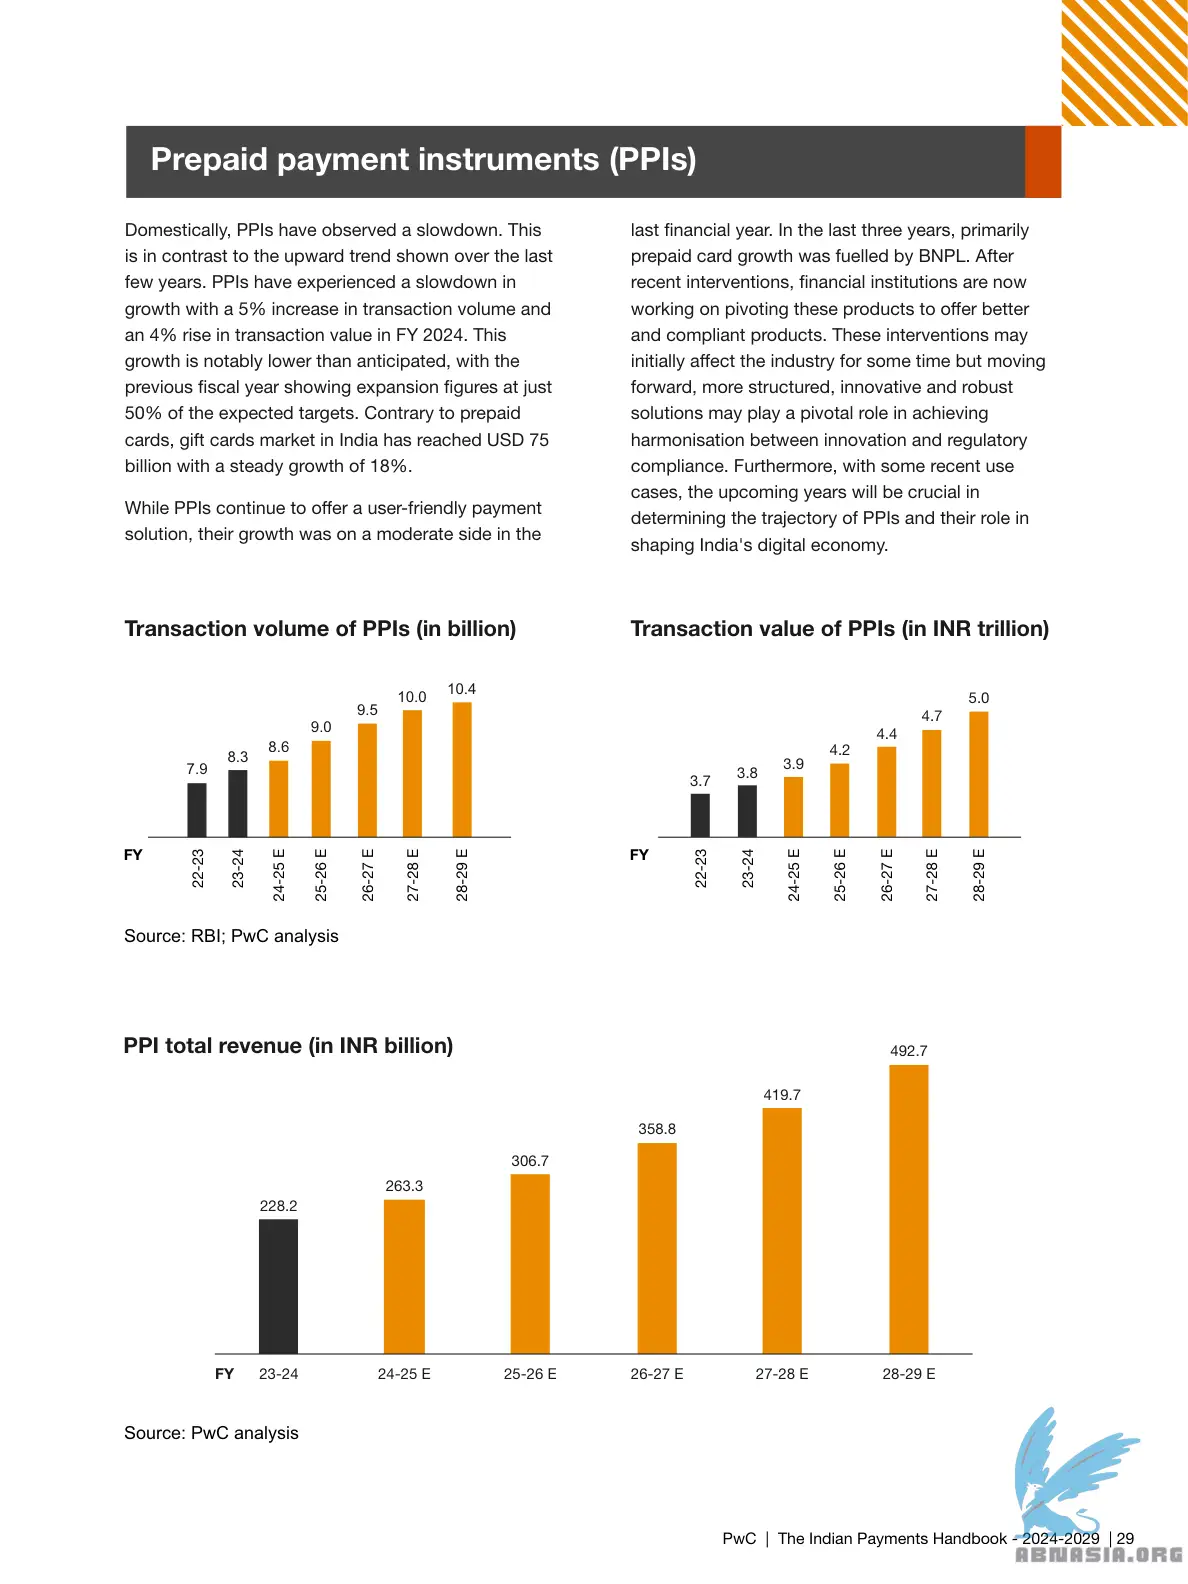 Prepaid payment instruments (PPIs)
Domestically, PPIs have observed a slowdown. This
is in contrast to the upward trend shown over the last
few years. PPIs have experienced a slowdown in
growth with a 5% increase in transaction volume and
an 4% rise in transaction value in FY 2024. This
growth is notably lower than anticipated, with the
previous fiscal year showing expansion figures at just
50% of the expected targets. Contrary to prepaid
cards, gift cards market in India has reached USD 75
billion with a steady growth of 18%.
While PPIs continue to offer a user-friendly payment
solution, their growth was on a moderate side in the
last financial year. In the last three years, primarily
prepaid card growth was fuelled by BNPL. After
recent interventions, financial institutions are now
working on pivoting these products to offer better
and compliant products. These interventions may
initially affect the industry for some time but moving
forward, more structured, innovative and robust
solutions may play a pivotal role in achieving
harmonisation between innovation and regulatory
compliance. Furthermore, with some recent use
cases, the upcoming years will be crucial in
determining the trajectory of PPIs and their role in
shaping India's digital economy.
Transaction volume of PPIs (in billion)
7.9 8.3 8.6 9.0 9.5 10.0 10.4
FY 22-23 23-24 24-25 E 25-26 E 26-27 E 27-28 E 28-29 E
Transaction value of PPIs (in INR trillion)
3.7 3.8 3.9 4.2 4.4 4.7 5.0
FY 22-23 23-24 24-25 E 25-26 E 26-27 E 27-28 E 28-29 E
Source: RBI; PwC analysis
PPI total revenue (in INR billion)
228.2 263.3 306.7 358.8 419.7 492.7
FY 23-24 24-25 E 25-26 E 26-27 E 27-28 E 28-29 E
Source: PwC analysis
PwC | The Indian Payments Handbook - 2024-2029 | 29
ABMASIA.ORG